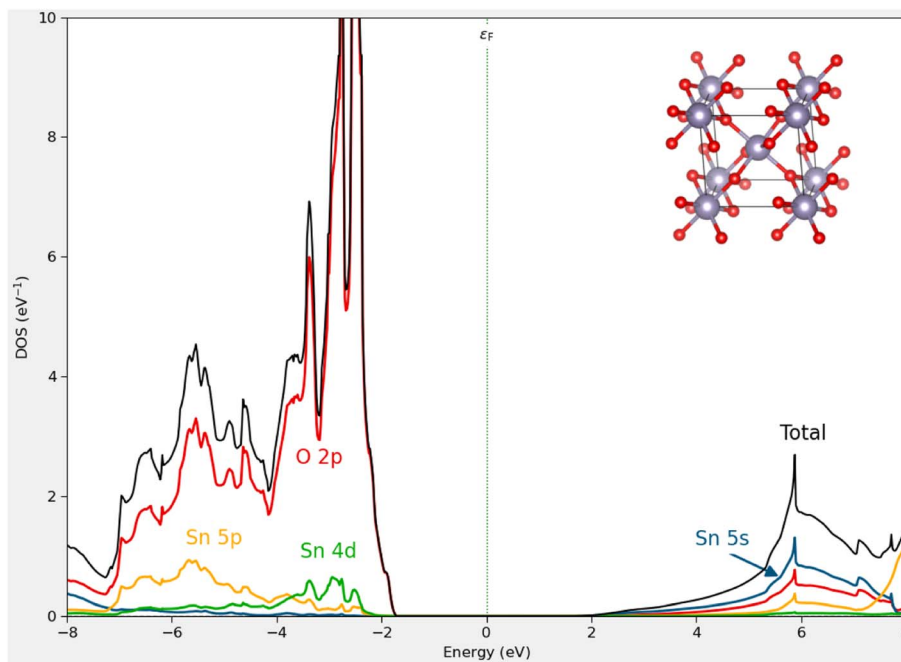 10
8
6
4
2
0
DOS (eV⁻¹)
εF
Total
O 2p
Sn 5p
Sn 4d
Sn 5s
−8
−6
−4
−2
0
2
4
6
Energy (eV)